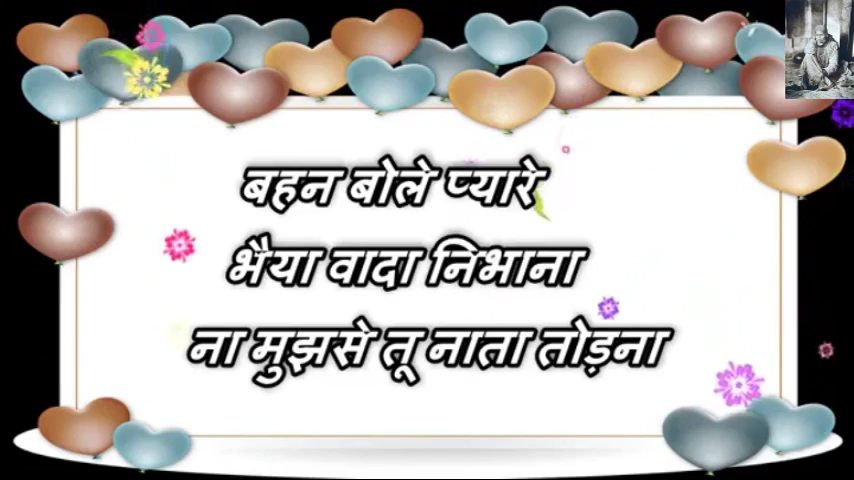 बहन बोले प्यारे
भैया वादा निभाना
ना मुझसे तू नाता तोड़ना